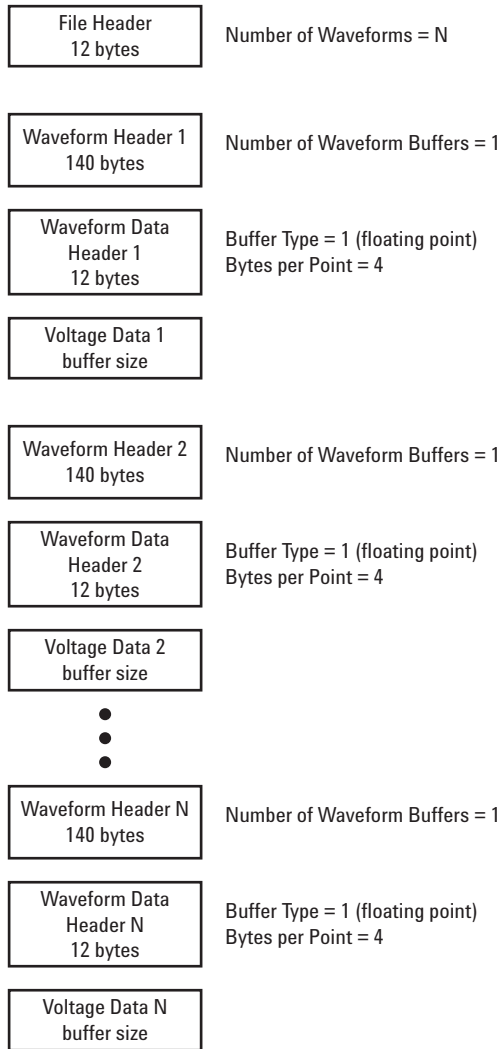 File Header
12 bytes
Number of Waveforms = N
Waveform Header 1
140 bytes
Number of Waveform Buffers = 1
Waveform Data
Header 1
12 bytes
Buffer Type = 1 (floating point)
Bytes per Point = 4
Voltage Data 1
buffer size
Waveform Header 2
140 bytes
Number of Waveform Buffers = 1
Waveform Data
Header 2
12 bytes
Buffer Type = 1 (floating point)
Bytes per Point = 4
Voltage Data 2
buffer size
Waveform Header N
140 bytes
Number of Waveform Buffers = 1
Waveform Data
Header N
12 bytes
Buffer Type = 1 (floating point)
Bytes per Point = 4
Voltage Data N
buffer size